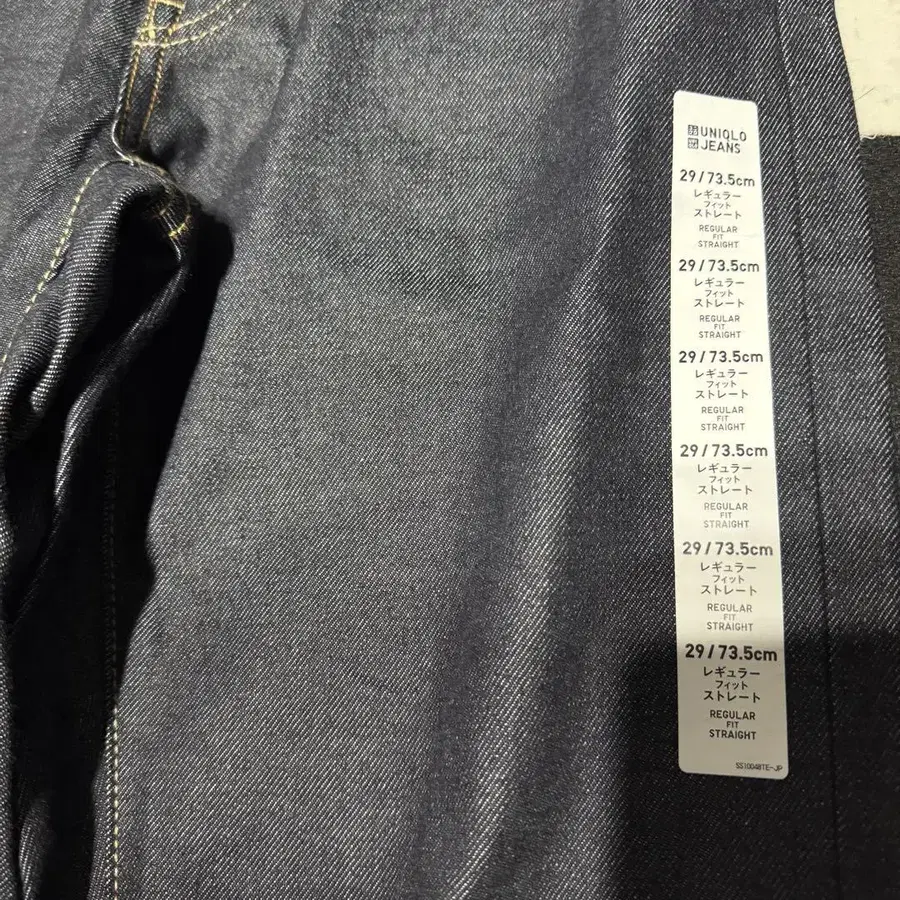 UNIQLO
JEANS
29/73.5cm
レギュラー
フィット
ストレート
REGULAR
FIT
STRAIGHT
29/73.5cm
レギュラー
フィット
ストレート
REGULAR
FIT
STRAIGHT
29/73.5cm
レギュラー
フィット
ストレート
REGULAR
FIT
STRAIGHT
29/73.5cm
レギュラー
フィット
ストレート
REGULAR
FIT
STRAIGHT
29/73.5cm
レギュラー
フィット
ストレート
REGULAR
FIT
STRAIGHT
29/73.5cm
レギュラー
フィット
ストレート
REGULAR
FIT
STRAIGHT
SS10048TE-JP